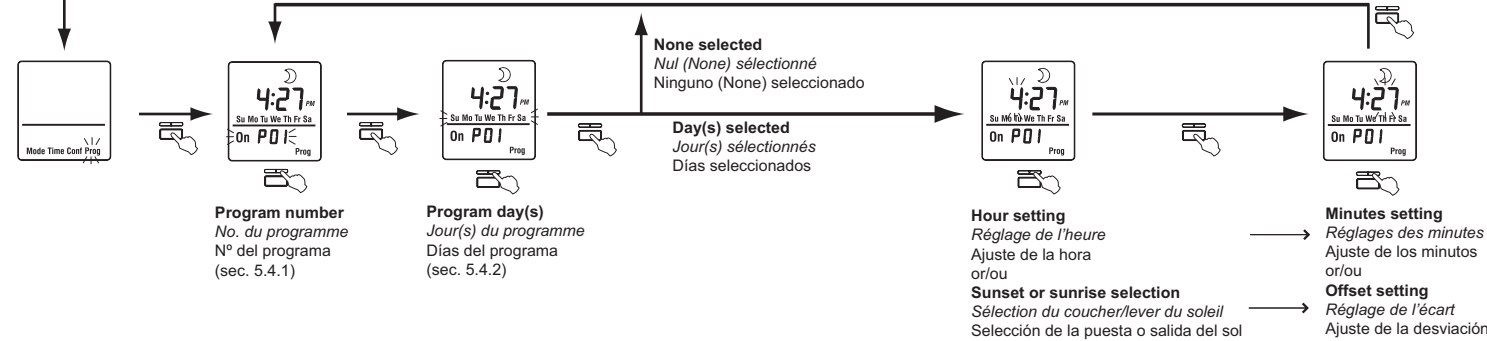 None selected
Nul (None) sélectionné
Ninguno (None) seleccionado
Day(s) selected
Jour(s) sélectionnés
Días seleccionados
Mode Time Conf Prog
4:27 PM
Su Mo Tu We Th Fr Sa
On P01
Prog
4:27 PM
Su Mo Tu We Th Fr Sa
On P01
Prog
4:27 PM
Su Mo Tu We Th Fr Sa
On P01
Prog
4:27 PM
Su Mo Tu We Th Fr Sa
On P01
Prog
Program number
No. du programme
Nº del programa
(sec. 5.4.1)
Program day(s)
Jour(s) du programme
Días del programa
(sec. 5.4.2)
Hour setting
Réglage de l'heure
Ajuste de la hora
or/ou
Sunset or sunrise selection
Sélection du coucher/lever du soleil
Selección de la puesta o salida del sol
Minutes setting
Réglages des minutes
Ajuste de los minutos
or/ou
Offset setting
Réglage de l'écart
Ajuste de la desviación